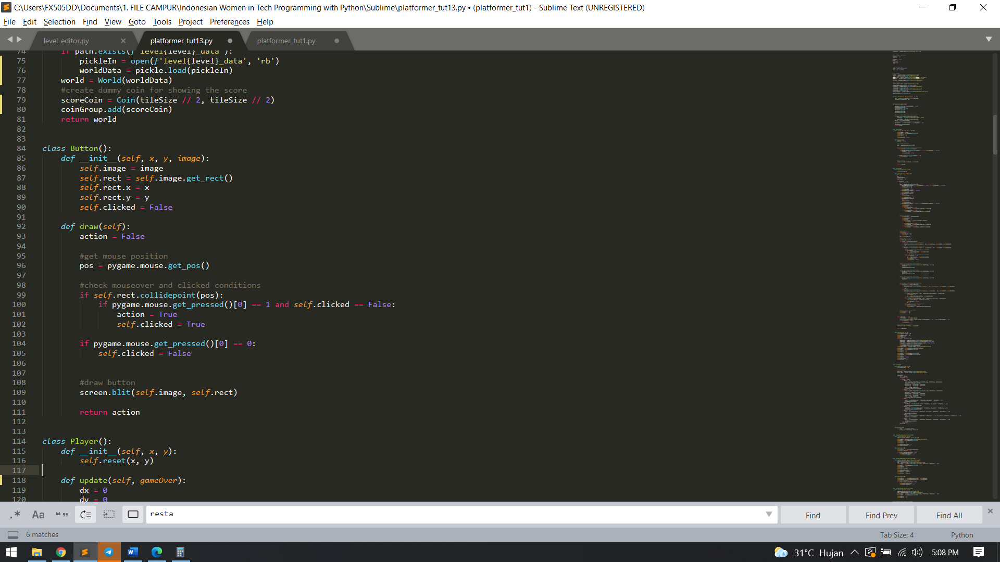 C:\Users\FX505DD\Documents\1. FILE CAMPUR\Indonesian Women in Tech Programming with Python\Sublime\platformer_tut13.py • (platformer_tut1) - Sublime Text (UNREGISTERED)
File Edit Selection Find View Goto Tools Project Preferences Help
level_editor.py platformer_tut13.py platformer_tut1.py
74 if path.exists(f'level{level}_data'):
75 pickleIn = open(f'level{level}_data', 'rb')
76 worldData = pickle.load(pickleIn)
77 world = World(worldData)
78 #create dummy coin for showing the score
79 scoreCoin = Coin(tileSize // 2, tileSize // 2)
80 coinGroup.add(scoreCoin)
81 return world
82
83
84 class Button():
85 def __init__(self, x, y, image):
86 self.image = image
87 self.rect = self.image.get_rect()
88 self.rect.x = x
89 self.rect.y = y
90 self.clicked = False
91
92 def draw(self):
93 action = False
94
95 #get mouse position
96 pos = pygame.mouse.get_pos()
97
98 #check mouseover and clicked conditions
99 if self.rect.collidepoint(pos):
100 if pygame.mouse.get_pressed()[0] == 1 and self.clicked == False:
101 action = True
102 self.clicked = True
103
104 if pygame.mouse.get_pressed()[0] == 0:
105 self.clicked = False
106
107
108 #draw button
109 screen.blit(self.image, self.rect)
110
111 return action
112
113
114 class Player():
115 def __init__(self, x, y):
116 self.reset(x, y)
117
118 def update(self, gameOver):
119 dx = 0
120 dy = 0
.* Aa “” resta Find Find Prev Find All
6 matches Tab Size: 4 Python
31°C Hujan 5:08 PM